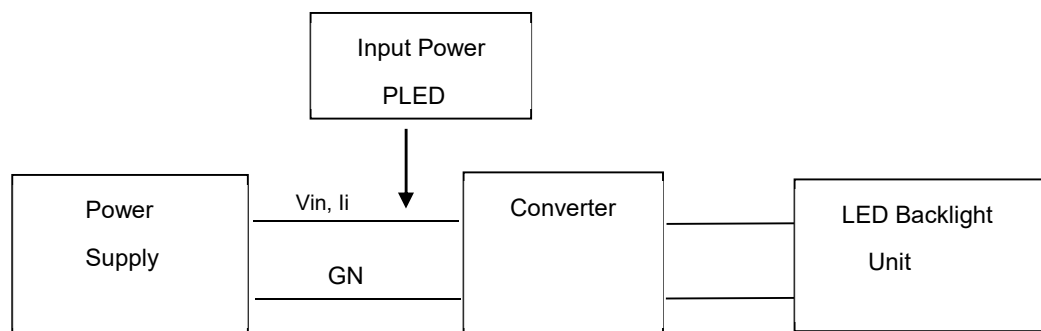 Input Power
PLED
Power
Supply
Vin, Ii
GN
Converter
LED Backlight
Unit